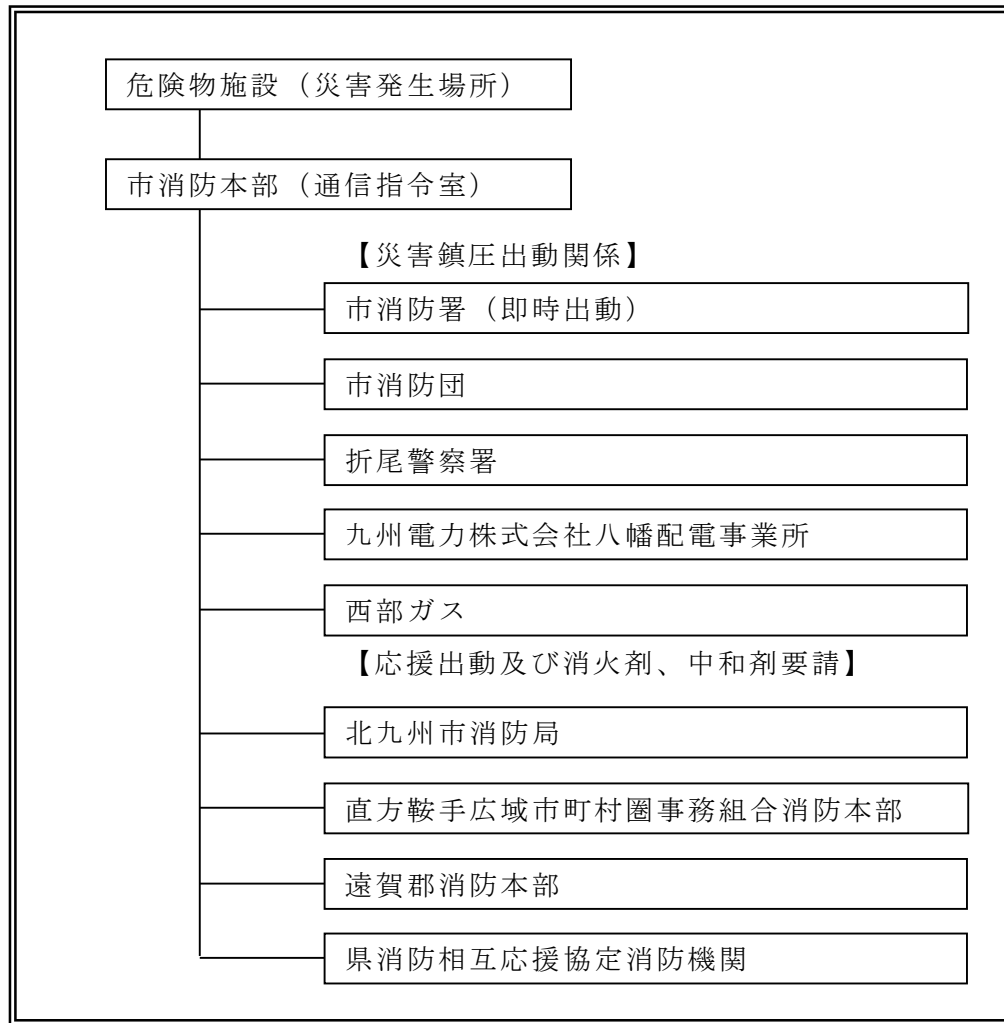 危険物施設（災害発生場所）
市消防本部（通信指令室）
【災害鎮圧出動関係】
市消防署（即時出動）
市消防団
折尾警察署
九州電力株式会社八幡配電事業所
西部ガス
【応援出動及び消火剤、中和剤要請】
北九州市消防局
直方鞍手広域市町村圏事務組合消防本部
遠賀郡消防本部
県消防相互応援協定消防機関